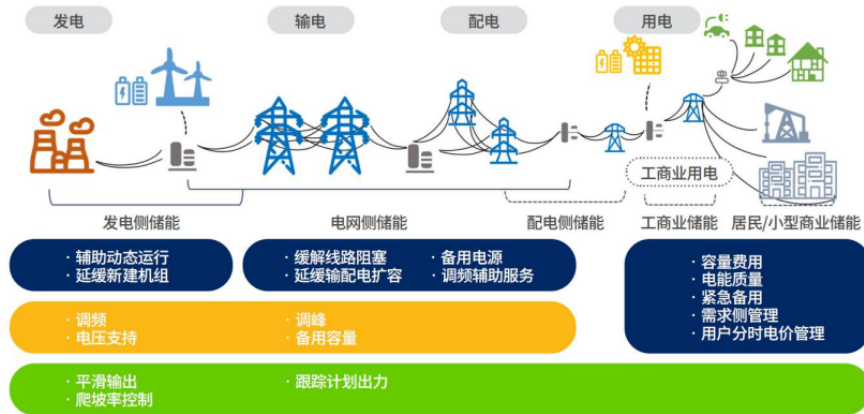 发电
输电
配电
用电
工商业用电
发电侧储能
电网侧储能
配电侧储能
工商业储能
居民/小型商业储能
· 辅助动态运行
· 延缓新建机组
· 缓解线路阻塞
· 延缓输配电扩容
· 备用电源
· 调频辅助服务
· 容量费用
· 电能质量
· 紧急备用
· 需求侧管理
· 用户分时电价管理
· 调频
· 电压支持
· 调峰
· 备用容量
· 平滑输出
· 爬坡率控制
· 跟踪计划出力